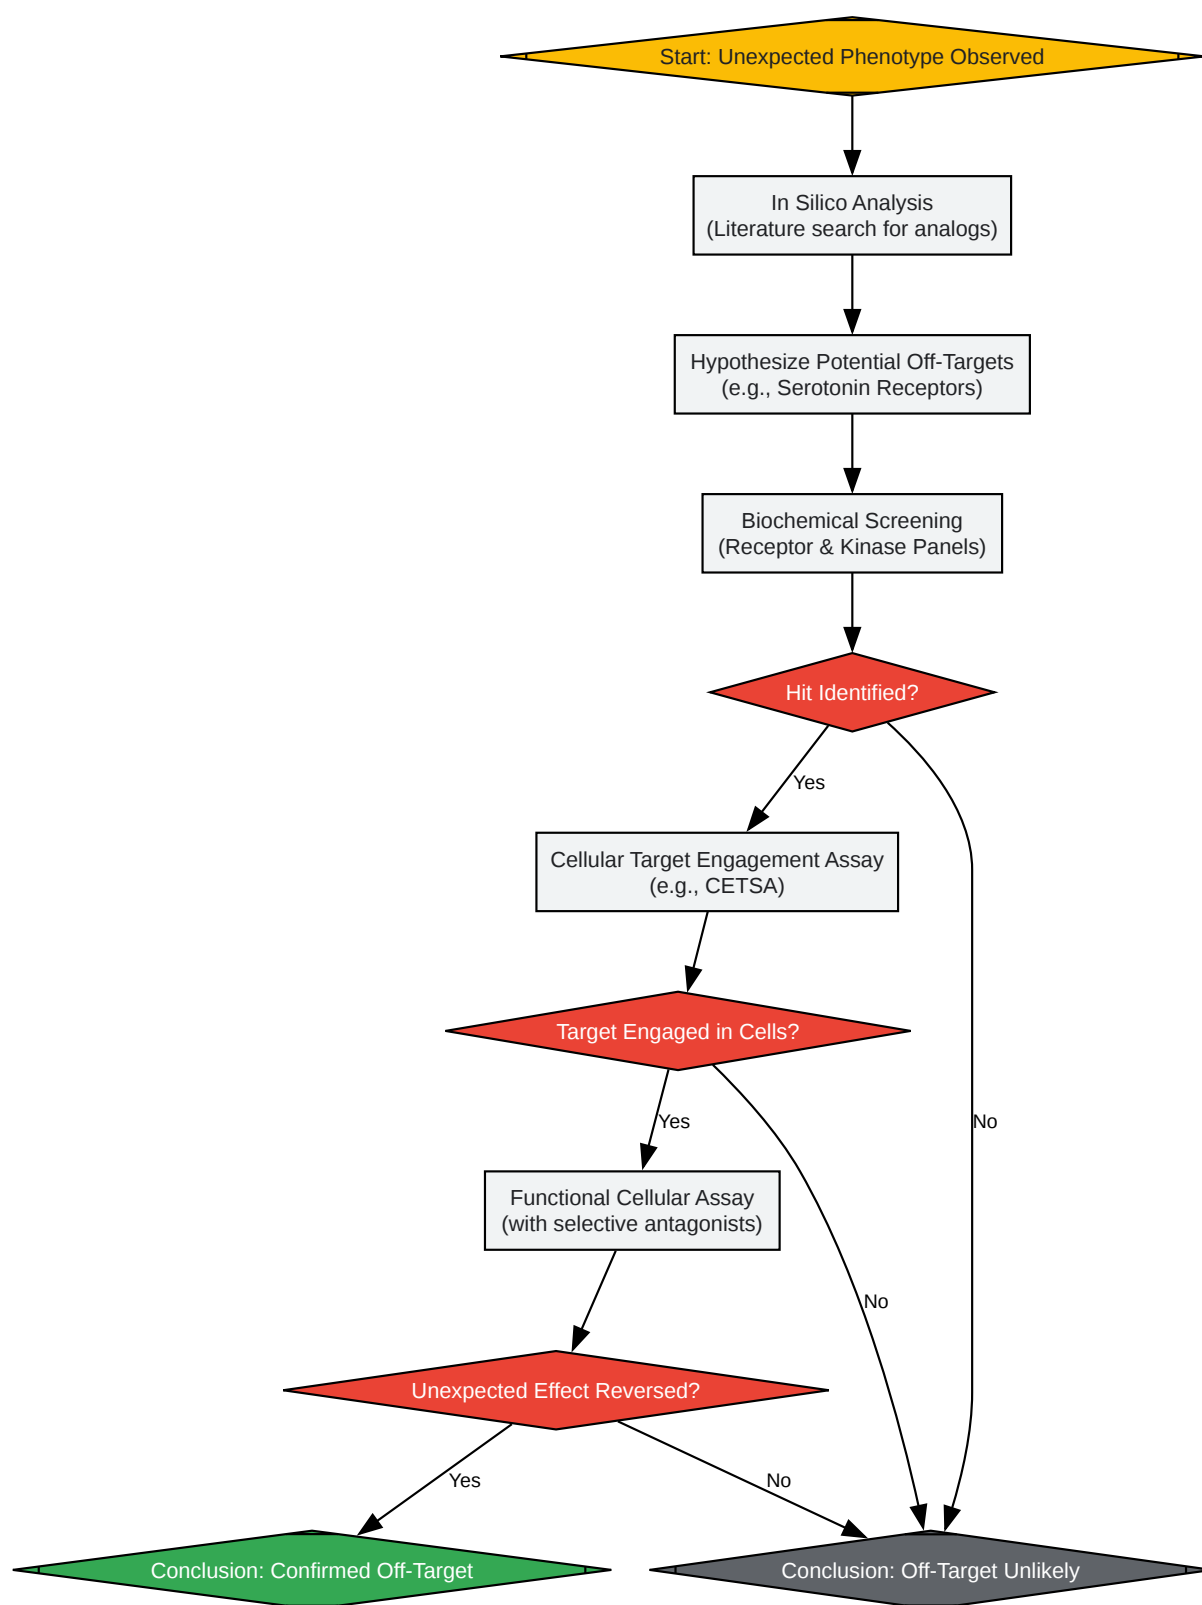 Start: Unexpected Phenotype Observed
In Silico Analysis
(Literature search for analogs)
Hypothesize Potential Off-Targets
(e.g., Serotonin Receptors)
Biochemical Screening
(Receptor & Kinase Panels)
Hit Identified?
Yes
Cellular Target Engagement Assay
(e.g., CETSA)
Target Engaged in Cells?
Yes
No
Functional Cellular Assay
(with selective antagonists)
No
Unexpected Effect Reversed?
Yes
No
Conclusion: Confirmed Off-Target
Conclusion: Off-Target Unlikely